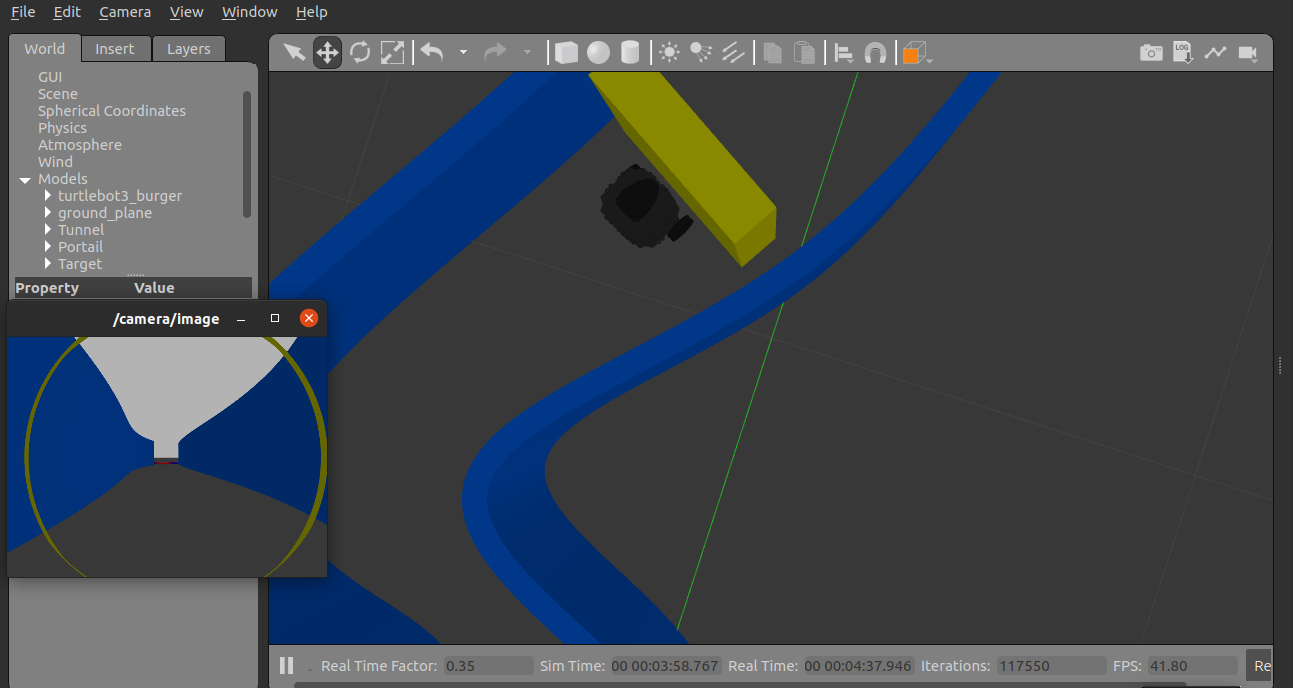 File Edit Camera View Window Help
World Insert Layers
LOG
GUI
Scene
Spherical Coordinates
Physics
Atmosphere
Wind
Models
turtlebot3_burger
ground_plane
Tunnel
Portail
Target
Property Value
/camera/image
Real Time Factor: 0.35 Sim Time: 00 00:03:58.767 Real Time: 00 00:04:37.946 Iterations: 117550 FPS: 41.80 Re